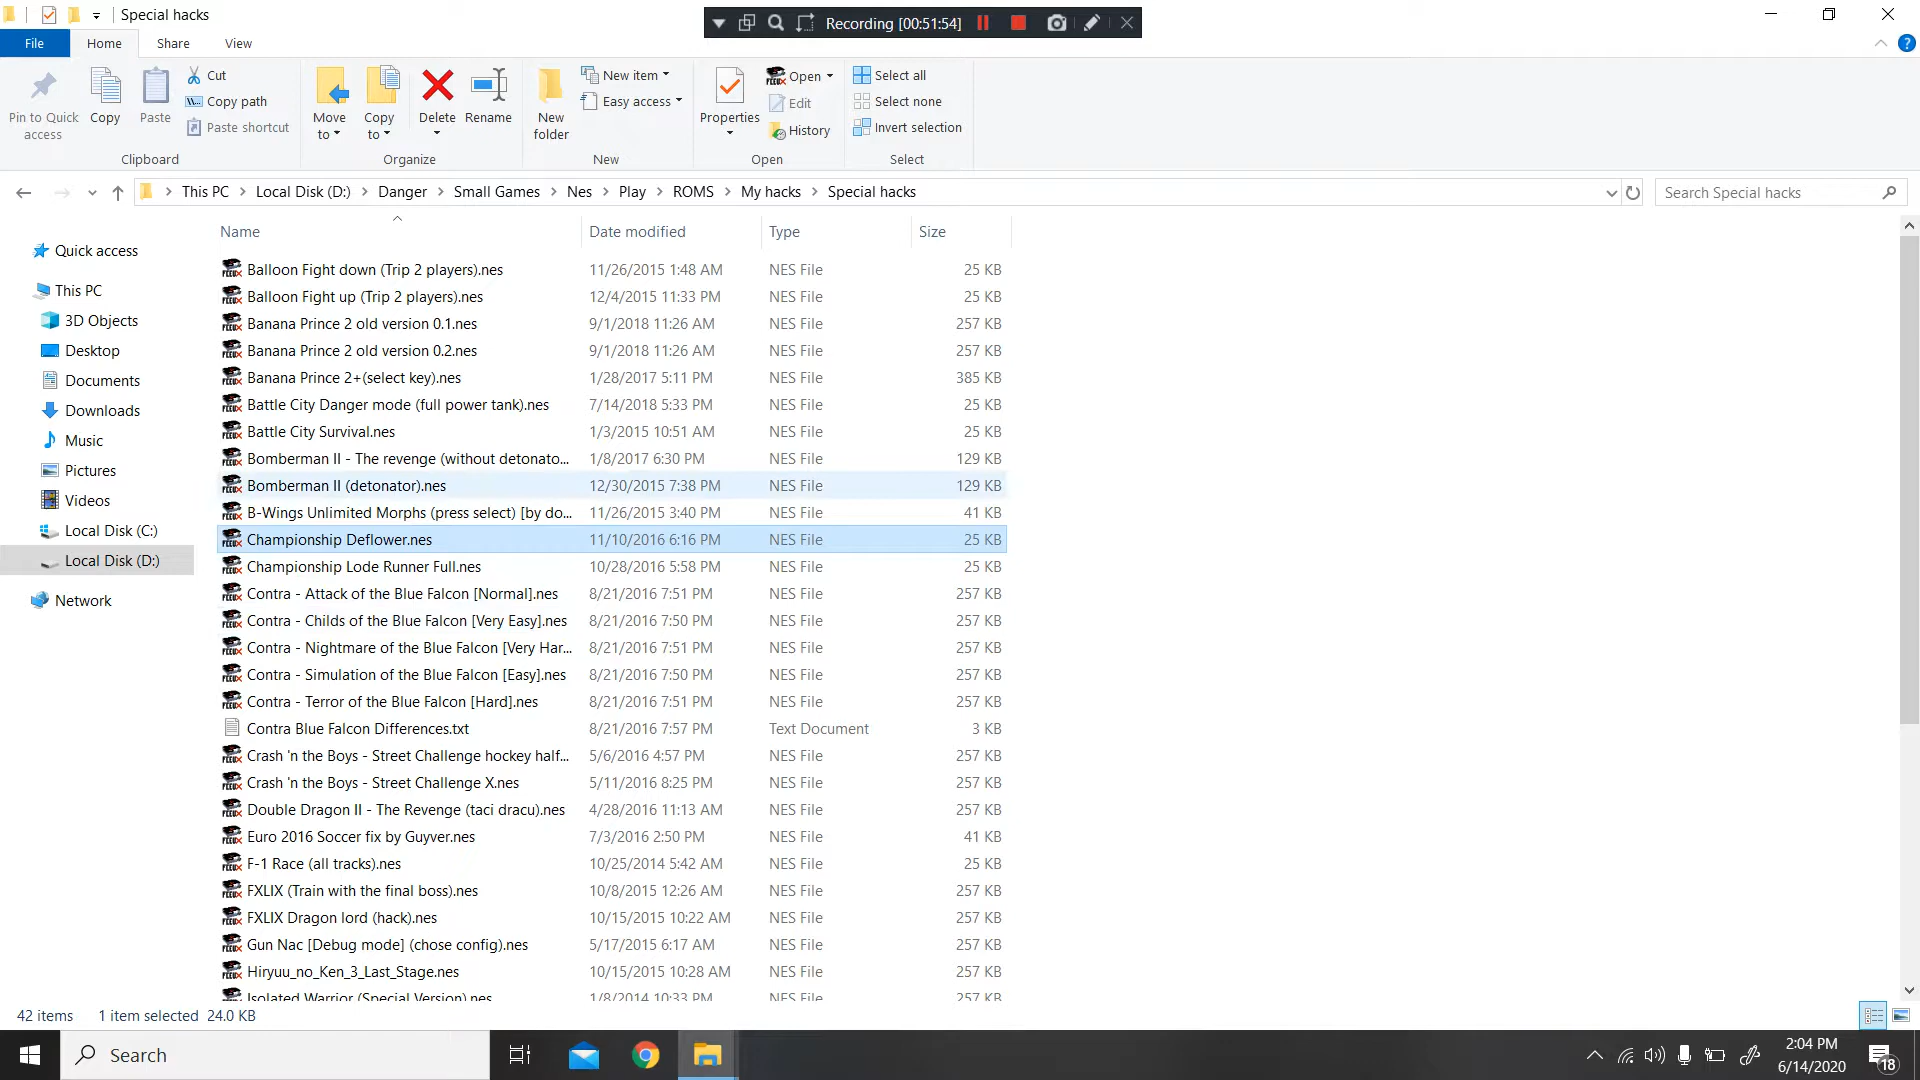 Special hacks
Recording [00:51:54]
File
Home
Share
View
Pin to Quick access
Copy
Paste
Cut
Copy path
Paste shortcut
Clipboard
Move to
Copy to
Delete
Rename
Organize
New folder
New item
Easy access
New
Properties
Open
Edit
History
Open
Select all
Select none
Invert selection
Select
This PC > Local Disk (D:) > Danger > Small Games > Nes > Play > ROMS > My hacks > Special hacks
Search Special hacks
Quick access
This PC
3D Objects
Desktop
Documents
Downloads
Music
Pictures
Videos
Local Disk (C:)
Local Disk (D:)
Network
Name Date modified Type Size
Balloon Fight down (Trip 2 players).nes 11/26/2015 1:48 AM NES File 25 KB
Balloon Fight up (Trip 2 players).nes 12/4/2015 11:33 PM NES File 25 KB
Banana Prince 2 old version 0.1.nes 9/1/2018 11:26 AM NES File 257 KB
Banana Prince 2 old version 0.2.nes 9/1/2018 11:26 AM NES File 257 KB
Banana Prince 2+(select key).nes 1/28/2017 5:11 PM NES File 385 KB
Battle City Danger mode (full power tank).nes 7/14/2018 5:33 PM NES File 25 KB
Battle City Survival.nes 1/3/2015 10:51 AM NES File 25 KB
Bomberman II - The revenge (without detonato... 1/8/2017 6:30 PM NES File 129 KB
Bomberman II (detonator).nes 12/30/2015 7:38 PM NES File 129 KB
B-Wings Unlimited Morphs (press select) [by do... 11/26/2015 3:40 PM NES File 41 KB
Championship Deflower.nes 11/10/2016 6:16 PM NES File 25 KB
Championship Lode Runner Full.nes 10/28/2016 5:58 PM NES File 25 KB
Contra - Attack of the Blue Falcon [Normal].nes 8/21/2016 7:51 PM NES File 257 KB
Contra - Childs of the Blue Falcon [Very Easy].nes 8/21/2016 7:50 PM NES File 257 KB
Contra - Nightmare of the Blue Falcon [Very Har... 8/21/2016 7:51 PM NES File 257 KB
Contra - Simulation of the Blue Falcon [Easy].nes 8/21/2016 7:50 PM NES File 257 KB
Contra - Terror of the Blue Falcon [Hard].nes 8/21/2016 7:51 PM NES File 257 KB
Contra Blue Falcon Differences.txt 8/21/2016 7:57 PM Text Document 3 KB
Crash 'n the Boys - Street Challenge hockey half... 5/6/2016 4:57 PM NES File 257 KB
Crash 'n the Boys - Street Challenge X.nes 5/11/2016 8:25 PM NES File 257 KB
Double Dragon II - The Revenge (taci dracu).nes 4/28/2016 11:13 AM NES File 257 KB
Euro 2016 Soccer fix by Guyver.nes 7/3/2016 2:50 PM NES File 41 KB
F-1 Race (all tracks).nes 10/25/2014 5:42 AM NES File 25 KB
FXLIX (Train with the final boss).nes 10/8/2015 12:26 AM NES File 257 KB
FXLIX Dragon lord (hack).nes 10/15/2015 10:22 AM NES File 257 KB
Gun Nac [Debug mode] (chose config).nes 5/17/2015 6:17 AM NES File 257 KB
Hiryuu_no_Ken_3_Last_Stage.nes 10/15/2015 10:28 AM NES File 257 KB
Isolated Warrior (Special Version).nes 1/8/2014 10:33 PM NES File 257 KB
42 items 1 item selected 24.0 KB
Search
2:04 PM
6/14/2020
18